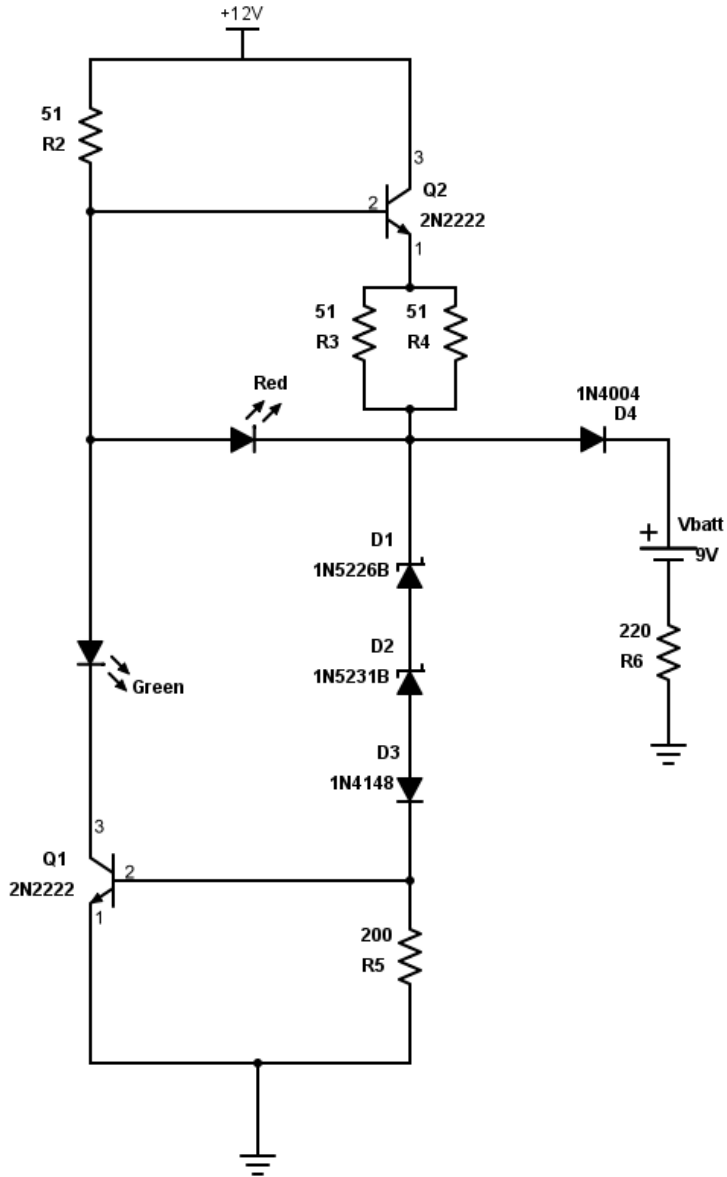 +12V
51
R2
3
2
Q2
2N2222
1
51
R3
51
R4
Red
1N4004
D4
D1
1N5226B
+
Vbatt
9V
D2
1N5231B
220
R6
Green
D3
1N4148
3
Q1
2
2N2222
1
200
R5